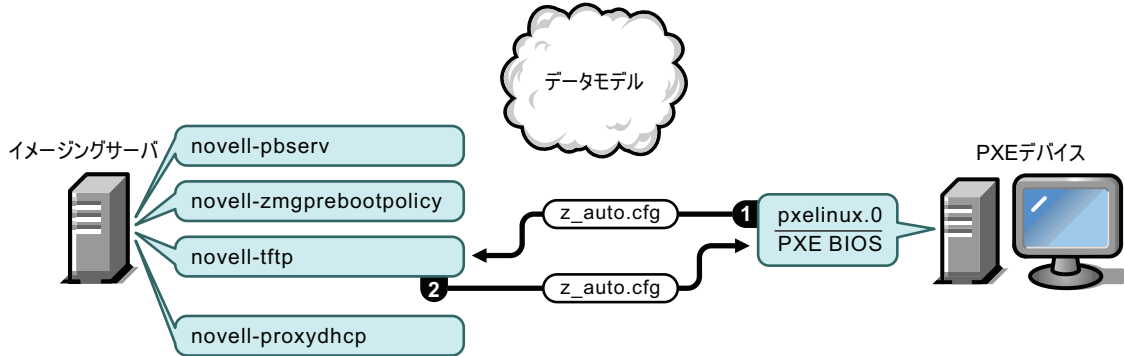 データモデル
イメージングサーバ
novell-pbserv
novell-zmgprebootpolicy
novell-tftp
novell-proxydhcp
PXEデバイス
1
z_auto.cfg
pxelinux.0
PXE BIOS
2
z_auto.cfg